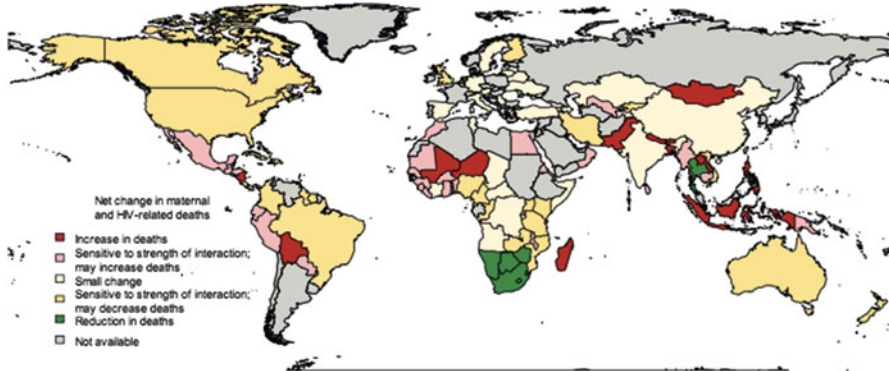 Net change in maternal
and HIV-related deaths
Increase in deaths
Sensitive to strength of interaction;
may increase deaths
Small change
Sensitive to strength of interaction;
may decrease deaths
Reduction in deaths
Not available